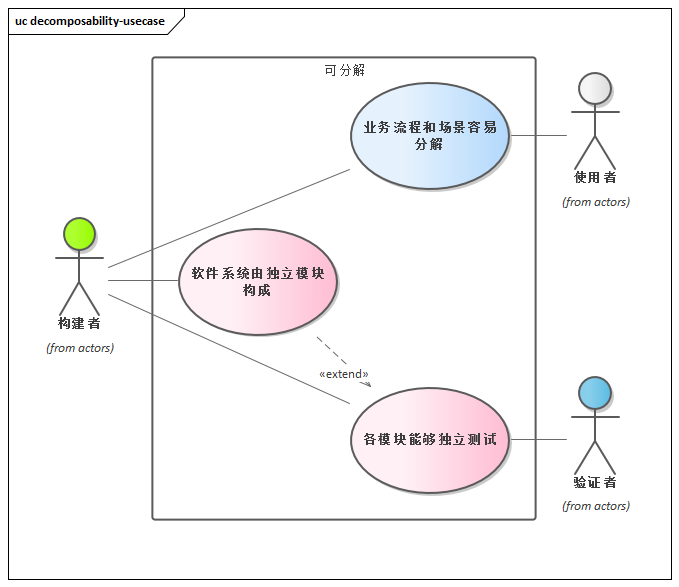 uc decomposability-usecase
可分解
业务流程和场景容易
分解
使用者
(from actors)
软件系统由独立模块
构成
构建者
(from actors)
«extend»
各模块能够独立测试
验证者
(from actors)